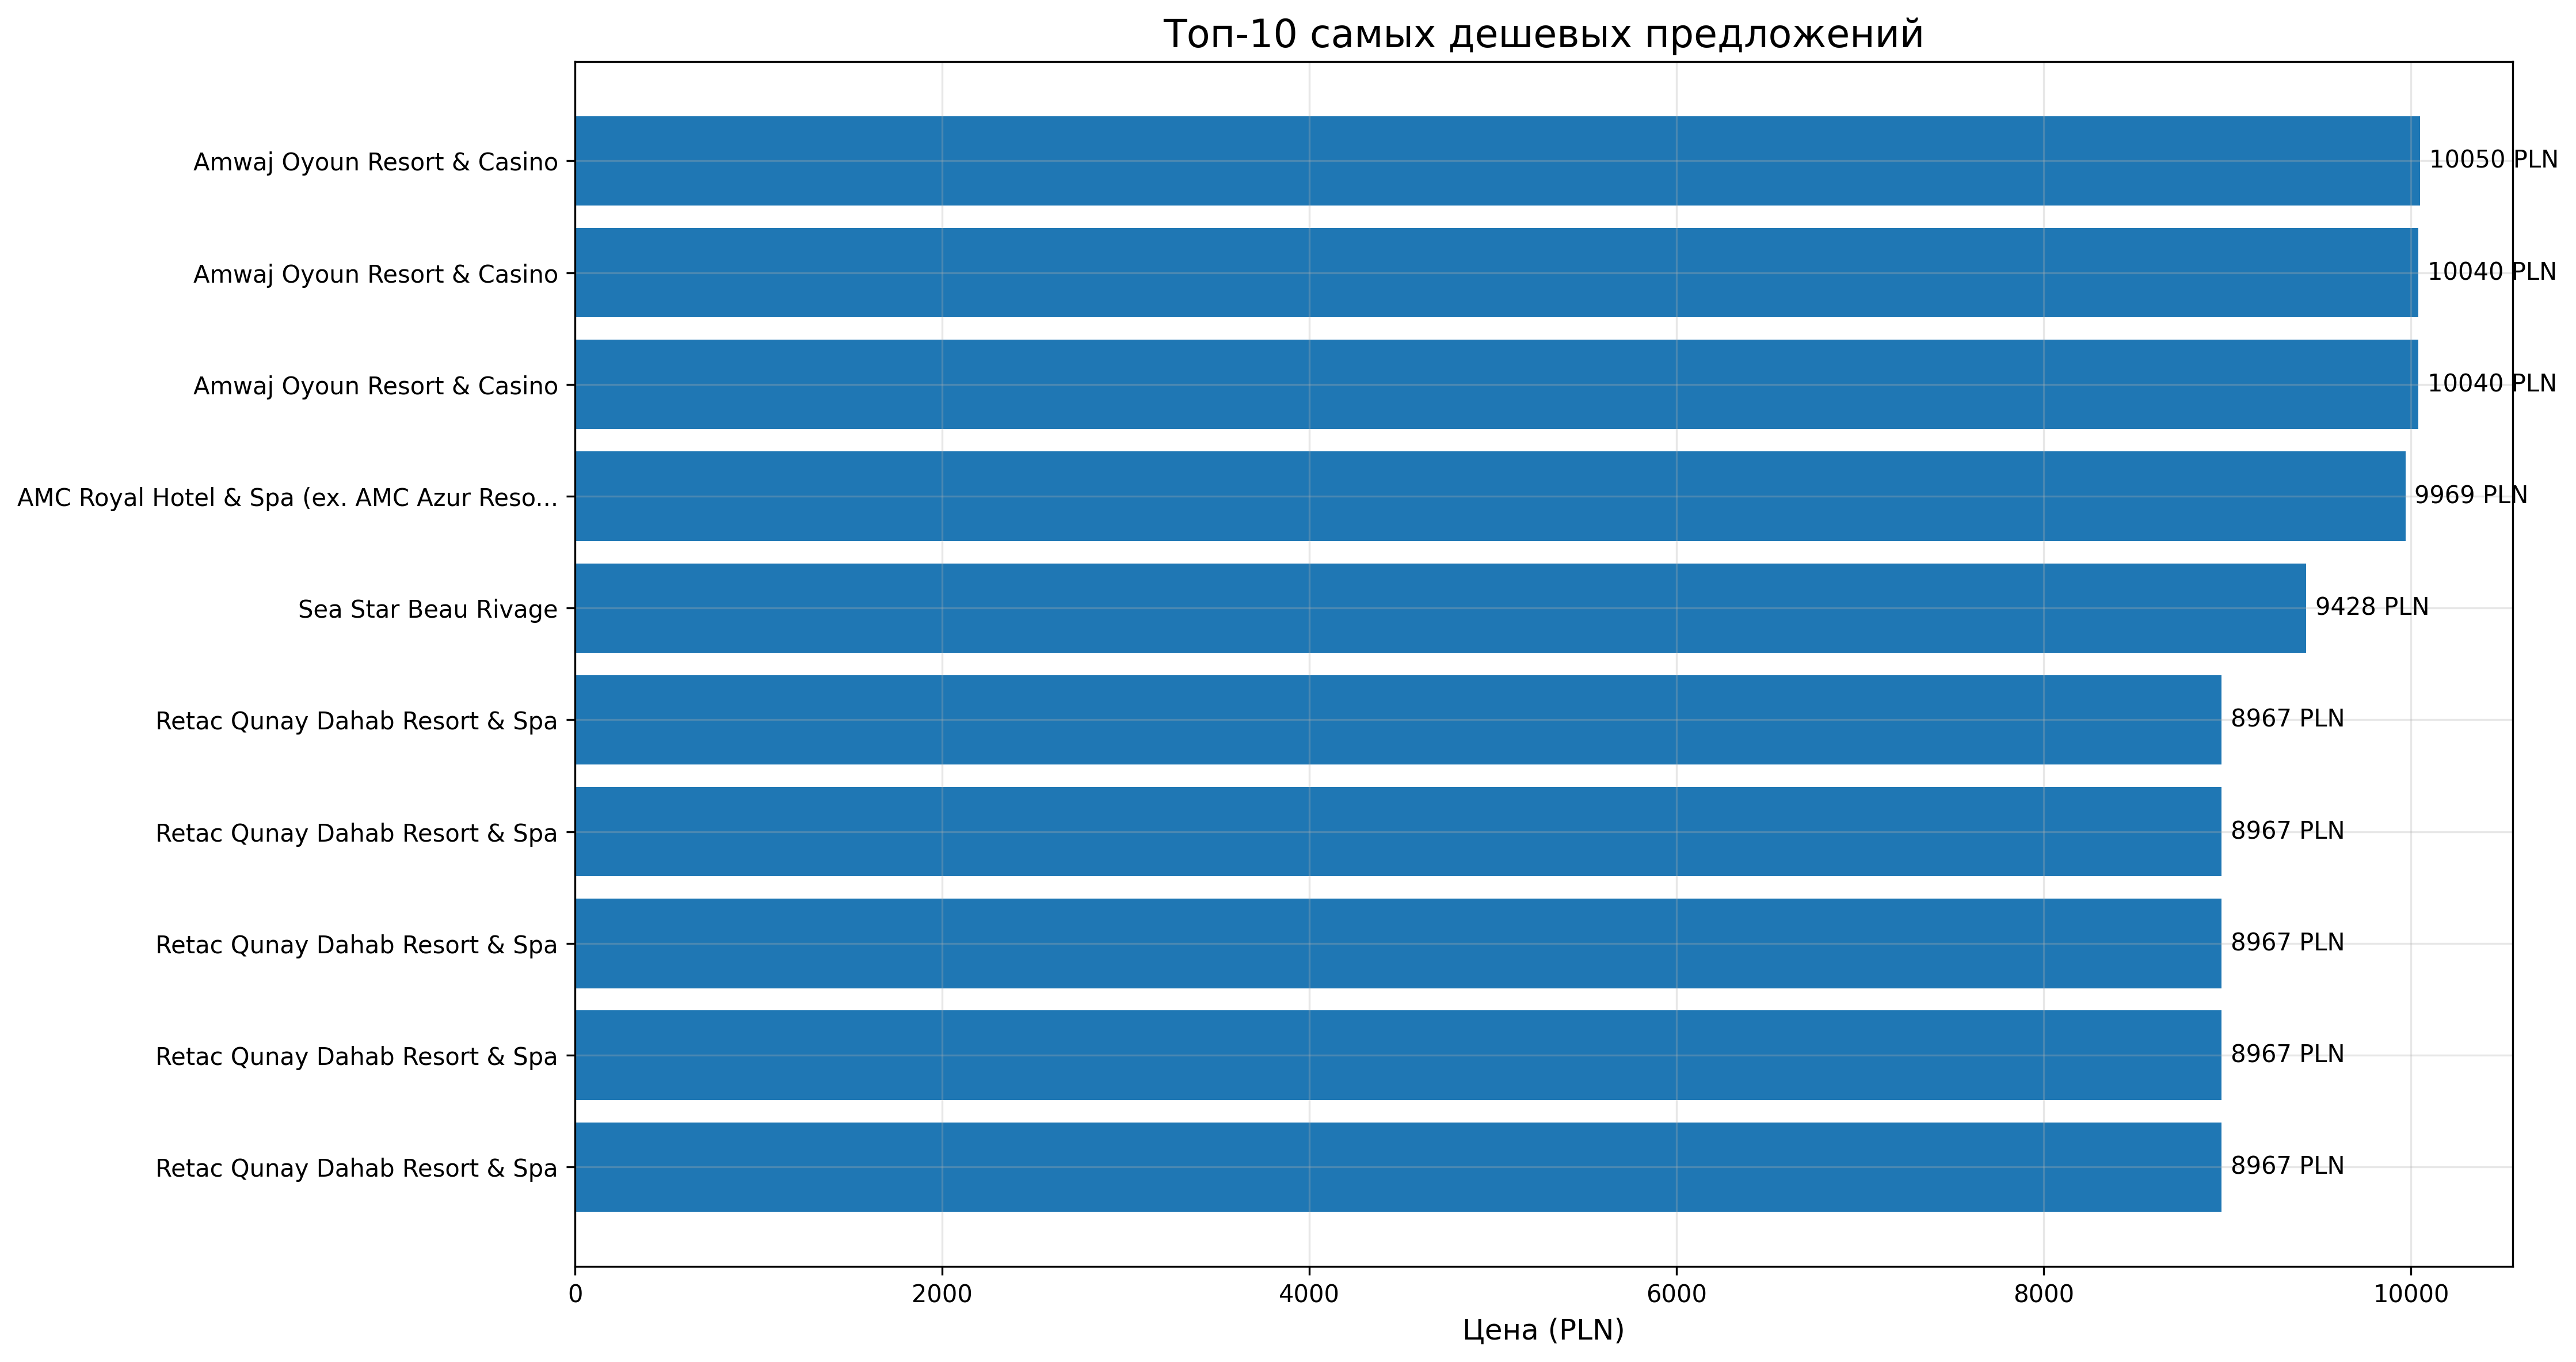 Топ-10 самых дешевых предложений
Amwaj Oyoun Resort & Casino
10050 PLN
Amwaj Oyoun Resort & Casino
10040 PLN
Amwaj Oyoun Resort & Casino
10040 PLN
AMC Royal Hotel & Spa (ex. AMC Azur Reso...
9969 PLN
Sea Star Beau Rivage
9428 PLN
Retac Qunay Dahab Resort & Spa
8967 PLN
Retac Qunay Dahab Resort & Spa
8967 PLN
Retac Qunay Dahab Resort & Spa
8967 PLN
Retac Qunay Dahab Resort & Spa
8967 PLN
Retac Qunay Dahab Resort & Spa
8967 PLN
0 2000 4000 6000 8000 10000
Цена (PLN)